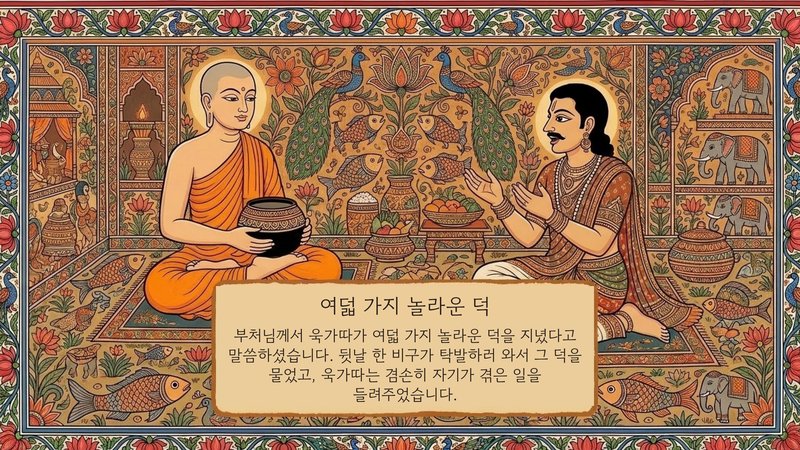 여덟 가지 놀라운 덕
부처님께서 욱가따가 여덟 가지 놀라운 덕을 지녔다고
말씀하셨습니다. 뒷날 한 비구가 탁발하러 와서 그 덕을
물었고, 욱가따는 겸손히 자기가 겪은 일을
들려주었습니다.